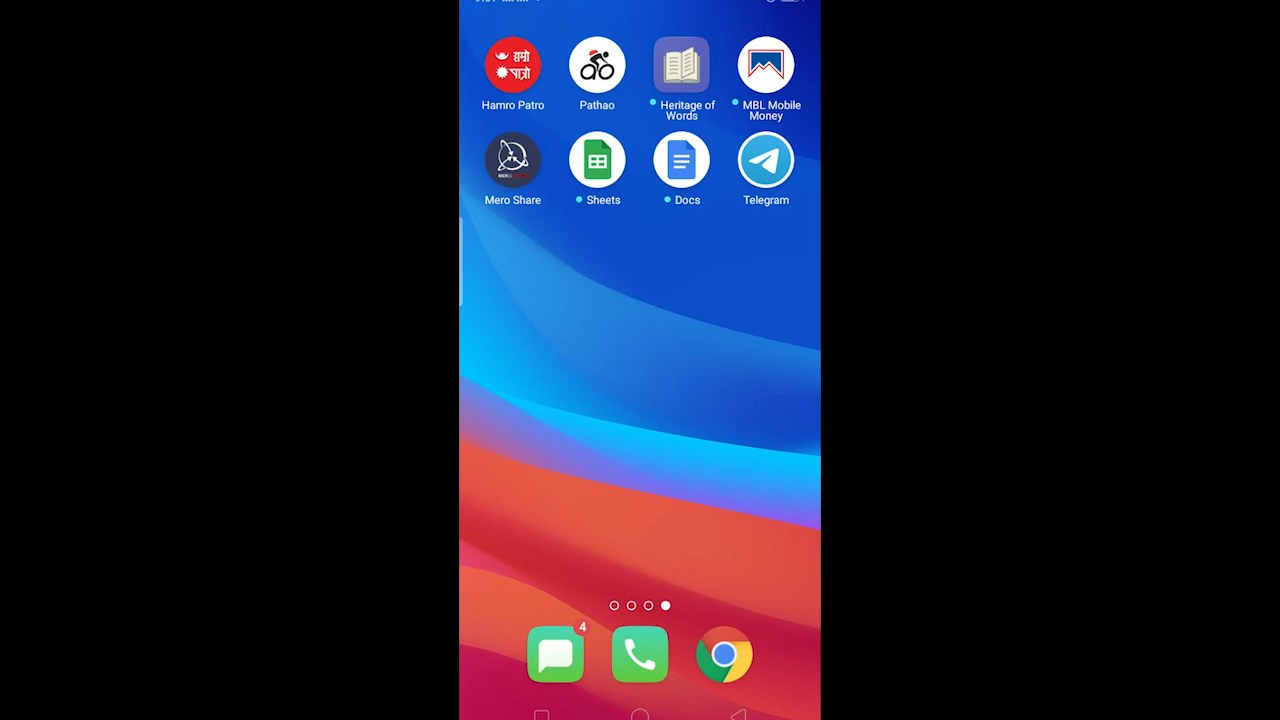 हाम्रो
पात्रो
Hamro Patro
Pathao
Heritage of
Words
MBL Mobile
Money
Mero Share
Sheets
Docs
Telegram
4